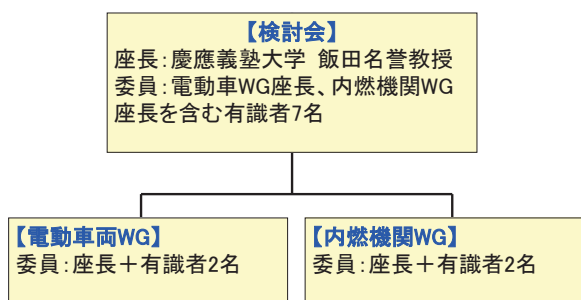 【検討会】
座長：慶應義塾大学 飯田名誉教授
委員：電動車WG座長、内燃機関WG
座長を含む有識者7名
【電動車両WG】
委員：座長＋有識者2名
【内燃機関WG】
委員：座長＋有識者2名